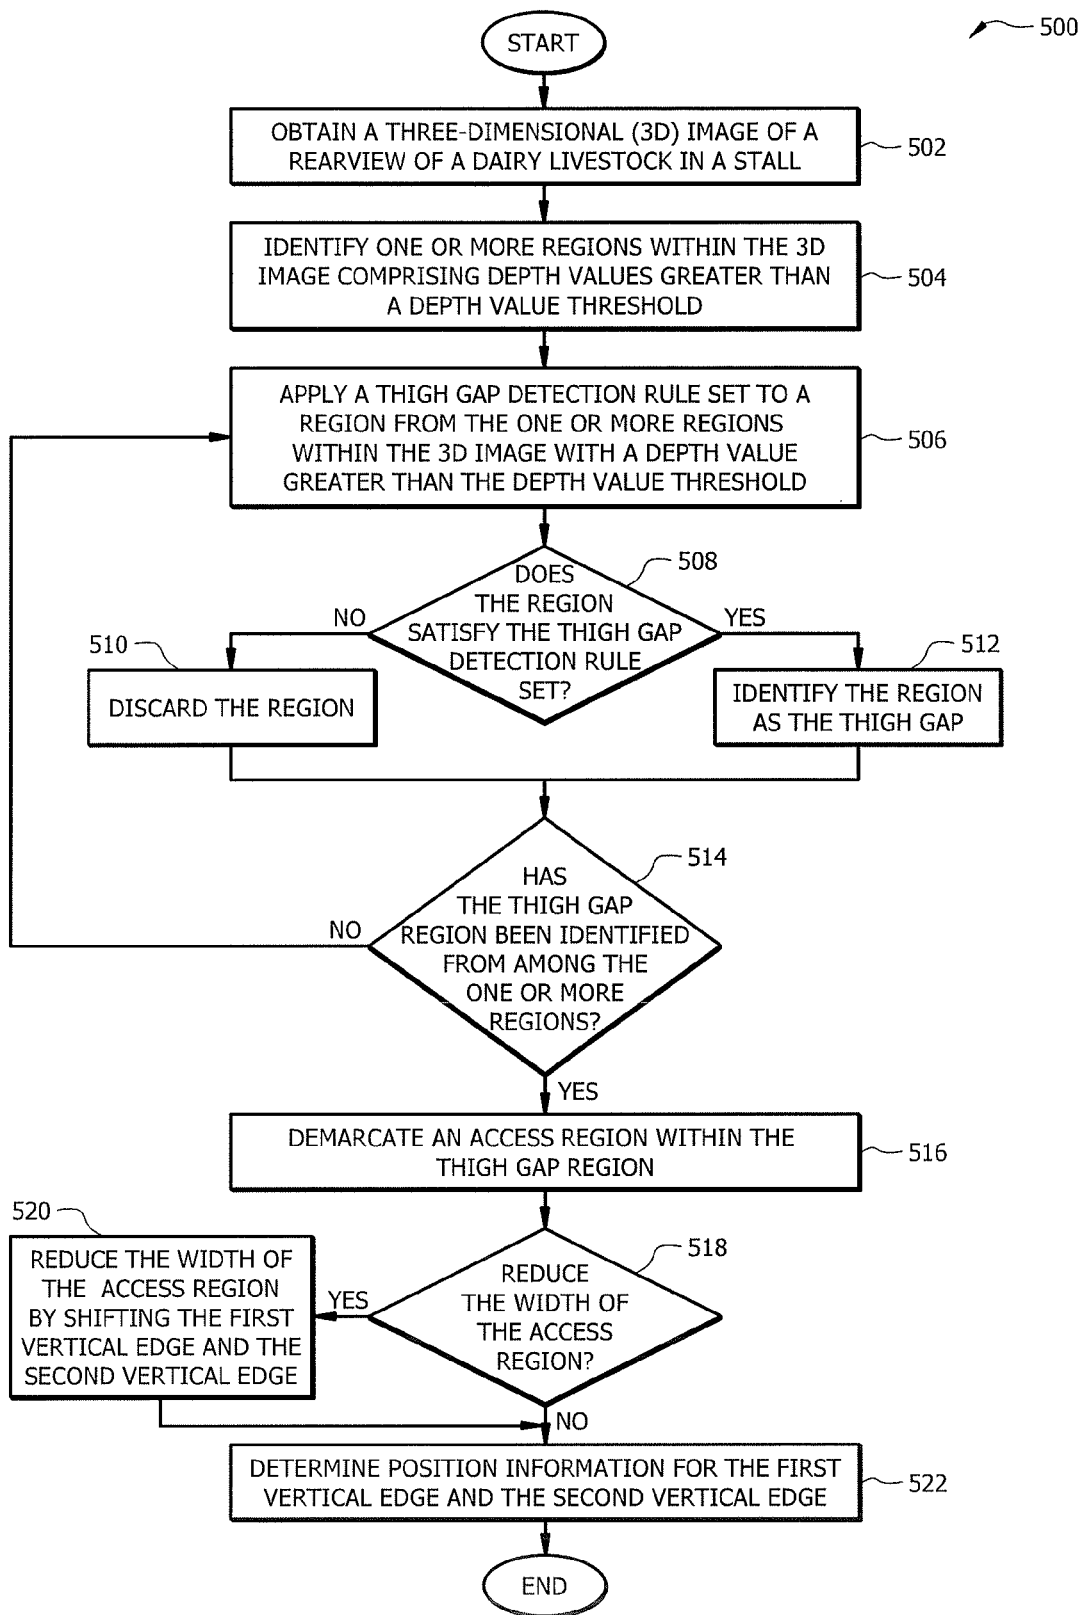 500
START
OBTAIN A THREE-DIMENSIONAL (3D) IMAGE OF A
REARVIEW OF A DAIRY LIVESTOCK IN A STALL
502
IDENTIFY ONE OR MORE REGIONS WITHIN THE 3D
IMAGE COMPRISING DEPTH VALUES GREATER THAN
A DEPTH VALUE THRESHOLD
504
APPLY A THIGH GAP DETECTION RULE SET TO A
REGION FROM THE ONE OR MORE REGIONS
WITHIN THE 3D IMAGE WITH A DEPTH VALUE
GREATER THAN THE DEPTH VALUE THRESHOLD
506
508
DOES
THE REGION
SATISFY THE THIGH GAP
DETECTION RULE
SET?
NO
YES
510
DISCARD THE REGION
512
IDENTIFY THE REGION
AS THE THIGH GAP
514
HAS
THE THIGH GAP
REGION BEEN IDENTIFIED
FROM AMONG THE
ONE OR MORE
REGIONS?
NO
YES
DEMARCATE AN ACCESS REGION WITHIN THE
THIGH GAP REGION
516
518
REDUCE
THE WIDTH OF
THE ACCESS
REGION?
YES
520
REDUCE THE WIDTH OF
THE ACCESS REGION
BY SHIFTING THE FIRST
VERTICAL EDGE AND THE
SECOND VERTICAL EDGE
NO
DETERMINE POSITION INFORMATION FOR THE FIRST
VERTICAL EDGE AND THE SECOND VERTICAL EDGE
522
END